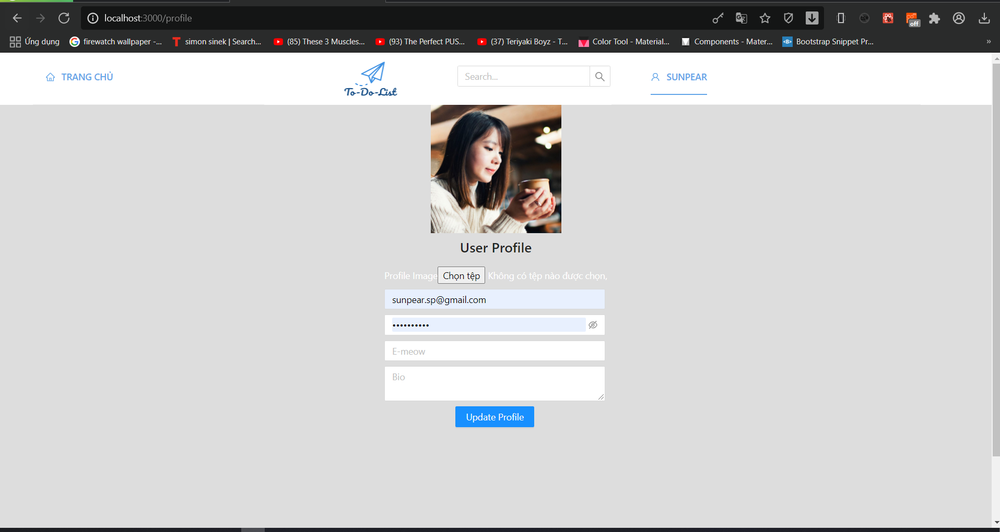 localhost:3000/profile
off
Ứng dụng
firewatch wallpaper -...
simon sinek | Search...
(85) These 3 Muscles...
(93) The Perfect PUS...
(37) Teriyaki Boyz - T...
Color Tool - Material...
Components - Mater...
<B>
Bootstrap Snippet Pr...
»
TRANG CHỦ
To-Do-List
Search...
SUNPEAR
User Profile
Profile Image Chọn tệp Không có tệp nào được chọn,
sunpear.sp@gmail.com
••••••••••
E-meow
Bio
Update Profile